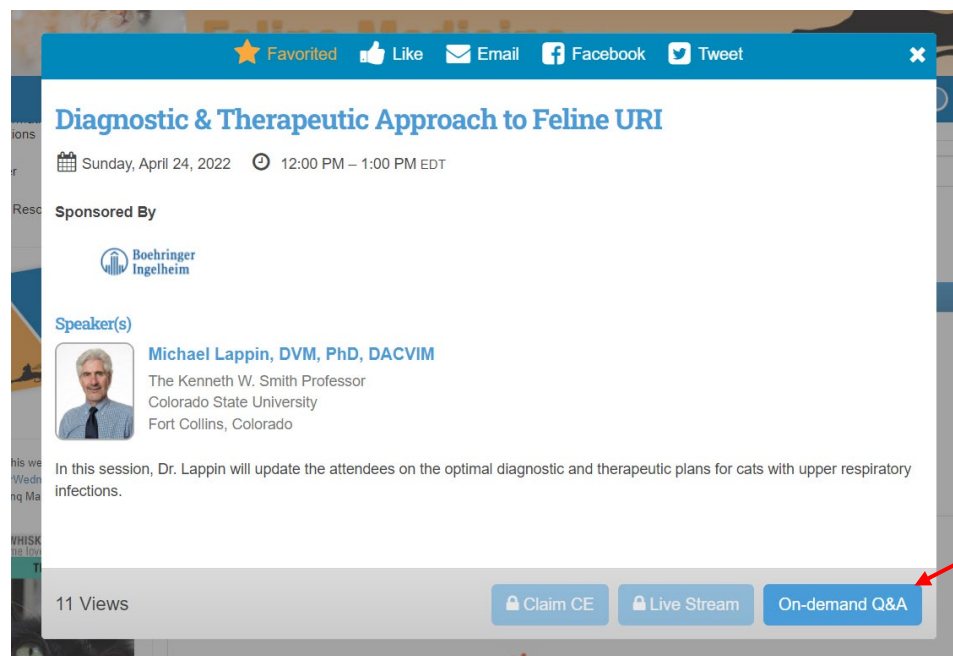 Feline Medicine
Favorited Like Email Facebook Tweet
Diagnostic & Therapeutic Approach to Feline URI
Sunday, April 24, 2022 12:00 PM – 1:00 PM EDT
Sponsored By
Boehringer
Ingelheim
Speaker(s)
Michael Lappin, DVM, PhD, DACVIM
The Kenneth W. Smith Professor
Colorado State University
Fort Collins, Colorado
In this session, Dr. Lappin will update the attendees on the optimal diagnostic and therapeutic plans for cats with upper respiratory
infections.
11 Views Claim CE Live Stream On-demand Q&A